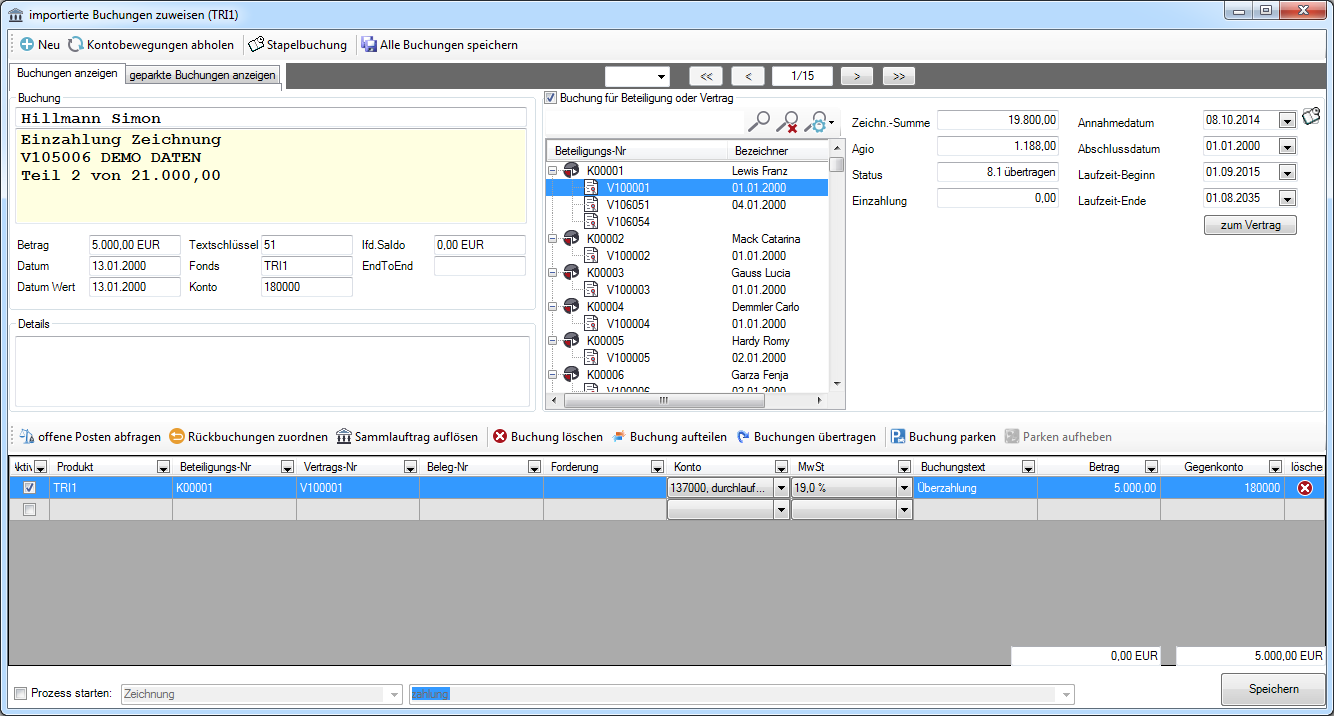 importierte Buchungen zuweisen (TRI1)
Neu Kontobewegungen abholen Stapelbuchung Alle Buchungen speichern
Buchungen anzeigen geparkte Buchungen anzeigen << < 1/15 > >>
Buchung
Hillmann Simon
Einzahlung Zeichnung
V105006 DEMO DATEN
Teil 2 von 21.000,00
Betrag 5.000,00 EUR Textschlüssel 51 lfd.Saldo 0,00 EUR
Datum 13.01.2000 Fonds TRI1 EndToEnd
Datum Wert 13.01.2000 Konto 180000
Details
Buchung für Beteiligung oder Vertrag
Beteiligungs-Nr Bezeichner
K00001 Lewis Franz
V100001 01.01.2000
V106051 04.01.2000
V106054
K00002 Mack Catarina
V100002 01.01.2000
K00003 Gauss Lucia
V100003 01.01.2000
K00004 Demmler Carlo
V100004 01.01.2000
K00005 Hardy Romy
V100005 02.01.2000
K00006 Garza Fenja
V100006 02.01.2000
Zeichn.-Summe 19.800,00 Annahmedatum 08.10.2014
Agio 1.188,00 Abschlussdatum 01.01.2000
Status 8.1 übertragen Laufzeit-Beginn 01.09.2015
Einzahlung 0,00 Laufzeit-Ende 01.08.2035
zum Vertrag
offene Posten abfragen Rückbuchungen zuordnen Sammlauftrag auflösen Buchung löschen Buchung aufteilen Buchungen übertragen Buchung parken Parken aufheben
Aktiv Produkt Beteiligungs-Nr Vertrags-Nr Beleg-Nr Forderung Konto MwSt Buchungstext Betrag Gegenkonto lösche
TRI1 K00001 V100001 137000, durchlauf... 19,0 % Überzahlung 5.000,00 180000
0,00 EUR 5.000,00 EUR
Prozess starten: Zeichnung zahlung Speichern